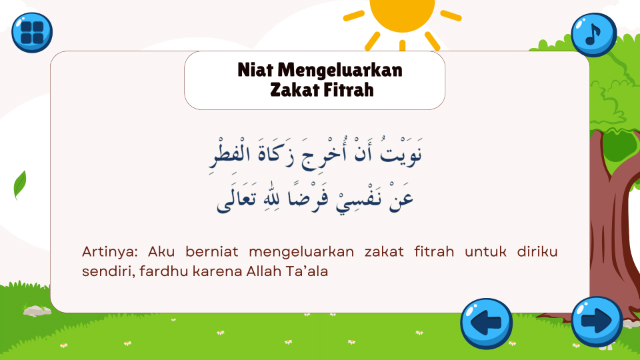 Niat Mengeluarkan
Zakat Fitrah
نَوَيْتُ أَنْ أُخْرِجَ زَكَاةَ الْفِطْرِ
عَنْ نَفْسِيْ فَرْضًا لِلّٰهِ تَعَالَى
Artinya: Aku berniat mengeluarkan zakat fitrah untuk diriku
sendiri, fardhu karena Allah Ta’ala